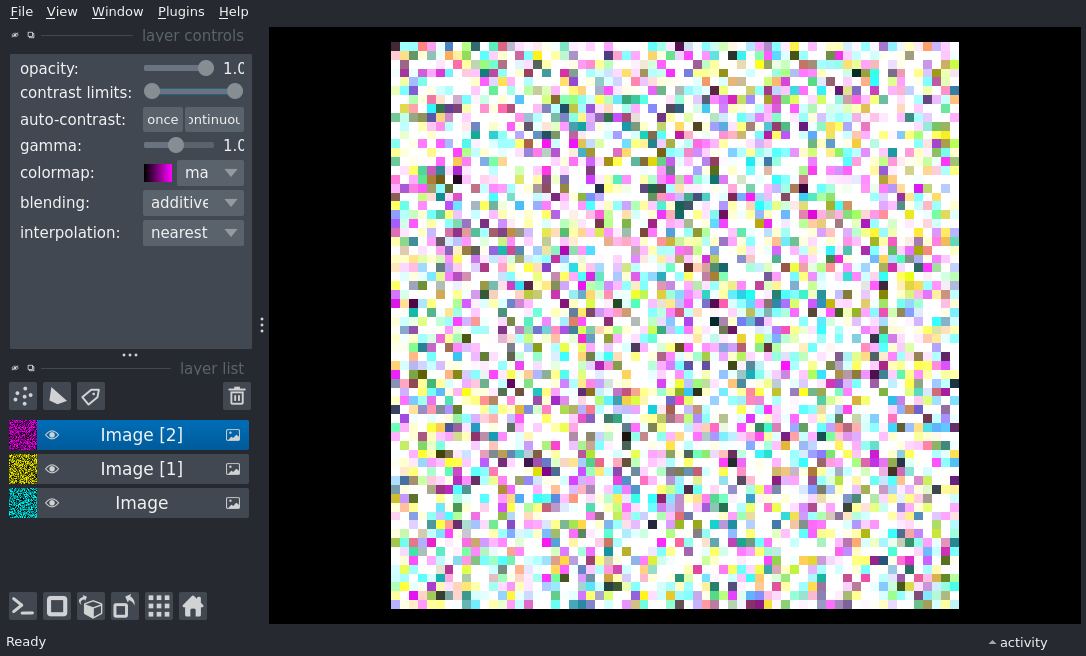 File View Window Plugins Help
layer controls
opacity: 1.0
contrast limits:
auto-contrast: once ontinuou
gamma: 1.0
colormap: ma
blending: additive
interpolation: nearest
layer list
Image [2]
Image [1]
Image
Ready
activity